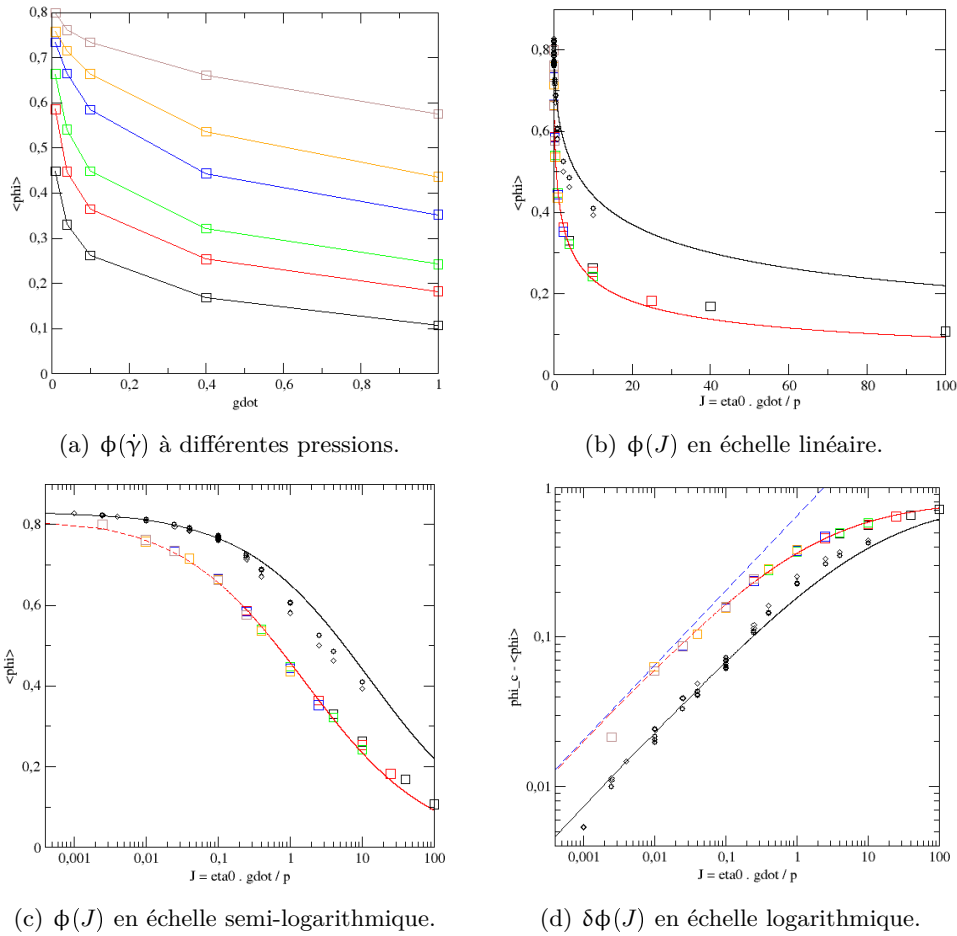 0,8
0,7
0,6
0,5
0,4
0,3
0,2
0,1
0
<phi>
0 0,2 0,4 0,6 0,8 1
gdot
(a) ϕ(γ̇) à différentes pressions.
0,8
0,6
0,4
0,2
0
<phi>
0 20 40 60 80 100
J = eta0 . gdot / p
(b) ϕ(J) en échelle linéaire.
0,8
0,6
0,4
0,2
0
<phi>
0,001 0,01 0,1 1 10 100
J = eta0 . gdot / p
(c) ϕ(J) en échelle semi-logarithmique.
1
0,1
0,01
phi_c - <phi>
0,001 0,01 0,1 1 10 100
J = eta0 . gdot / p
(d) δϕ(J) en échelle logarithmique.